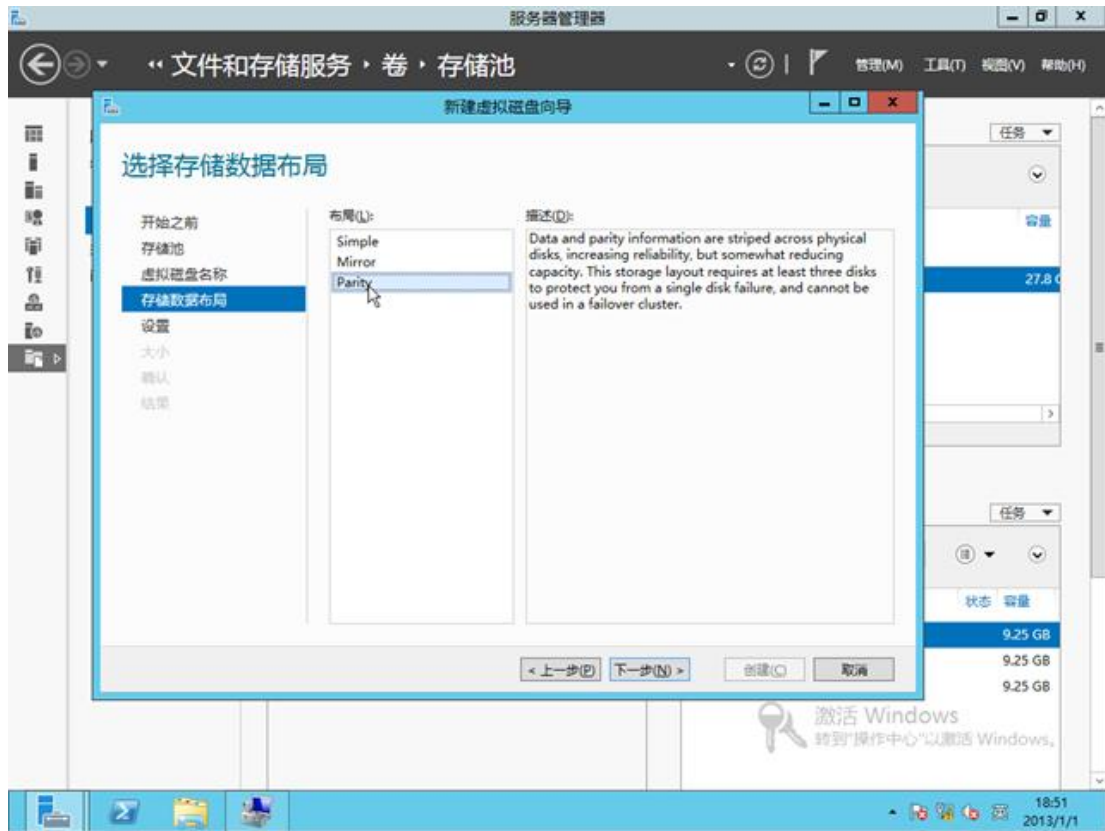 服务器管理器
文件和存储服务 · 卷 · 存储池
管理(M) 工具(T) 视图(V) 帮助(H)
新建虚拟磁盘向导
任务
选择存储数据布局
开始之前
存储池
虚拟磁盘名称
存储数据布局
设置
大小
确认
结果
布局(L):
Simple
Mirror
Parity
描述(D):
Data and parity information are striped across physical
disks, increasing reliability, but somewhat reducing
capacity. This storage layout requires at least three disks
to protect you from a single disk failure, and cannot be
used in a failover cluster.
容量
27.8
任务
状态 容量
9.25 GB
9.25 GB
9.25 GB
< 上一步(P) 下一步(N) > 创建(C) 取消
激活 Windows
转到"操作中心"以激活 Windows。
18:51
2013/1/1